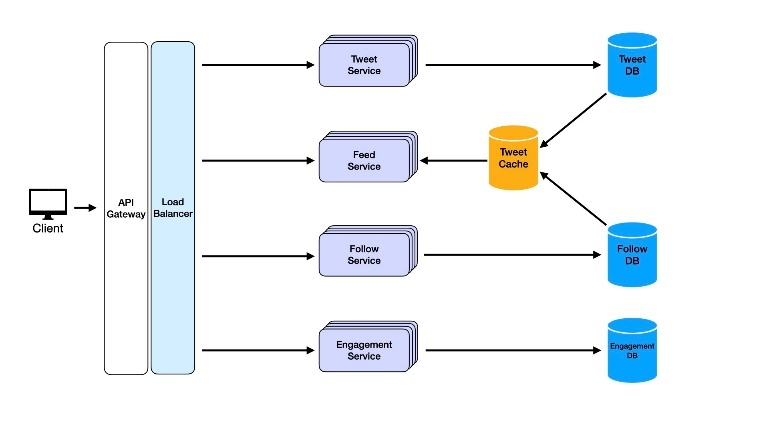 Tweet
Service
Tweet
DB
Feed
Service
Tweet
Cache
Client
API
Gateway
Load
Balancer
Follow
Service
Follow
DB
Engagement
Service
Engagement
DB